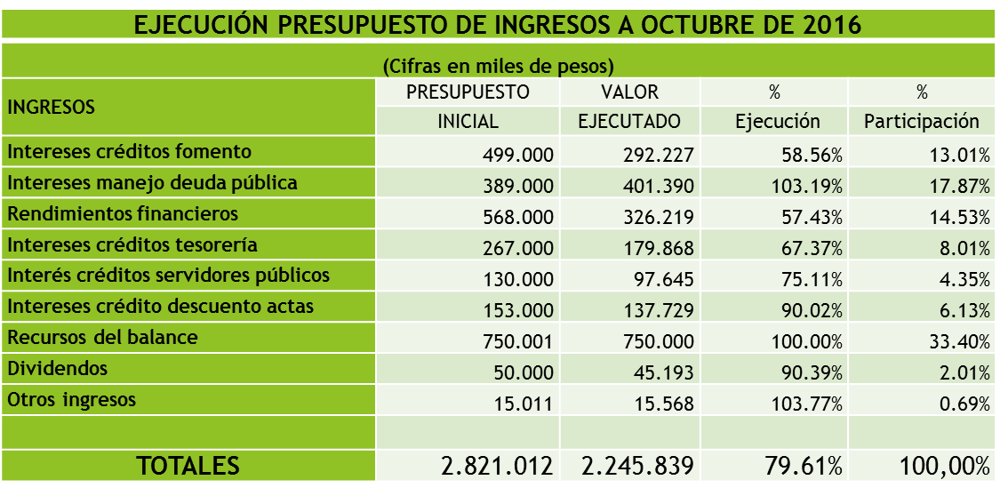 EJECUCIÓN PRESUPUESTO DE INGRESOS A OCTUBRE DE 2016
(Cifras en miles de pesos)
INGRESOS PRESUPUESTO VALOR % %
INICIAL EJECUTADO Ejecución Participación
Intereses créditos fomento 499.000 292.227 58.56% 13.01%
Intereses manejo deuda pública 389.000 401.390 103.19% 17.87%
Rendimientos financieros 568.000 326.219 57.43% 14.53%
Intereses créditos tesorería 267.000 179.868 67.37% 8.01%
Interés créditos servidores públicos 130.000 97.645 75.11% 4.35%
Intereses crédito descuento actas 153.000 137.729 90.02% 6.13%
Recursos del balance 750.001 750.000 100.00% 33.40%
Dividendos 50.000 45.193 90.39% 2.01%
Otros ingresos 15.011 15.568 103.77% 0.69%
TOTALES 2.821.012 2.245.839 79.61% 100,00%